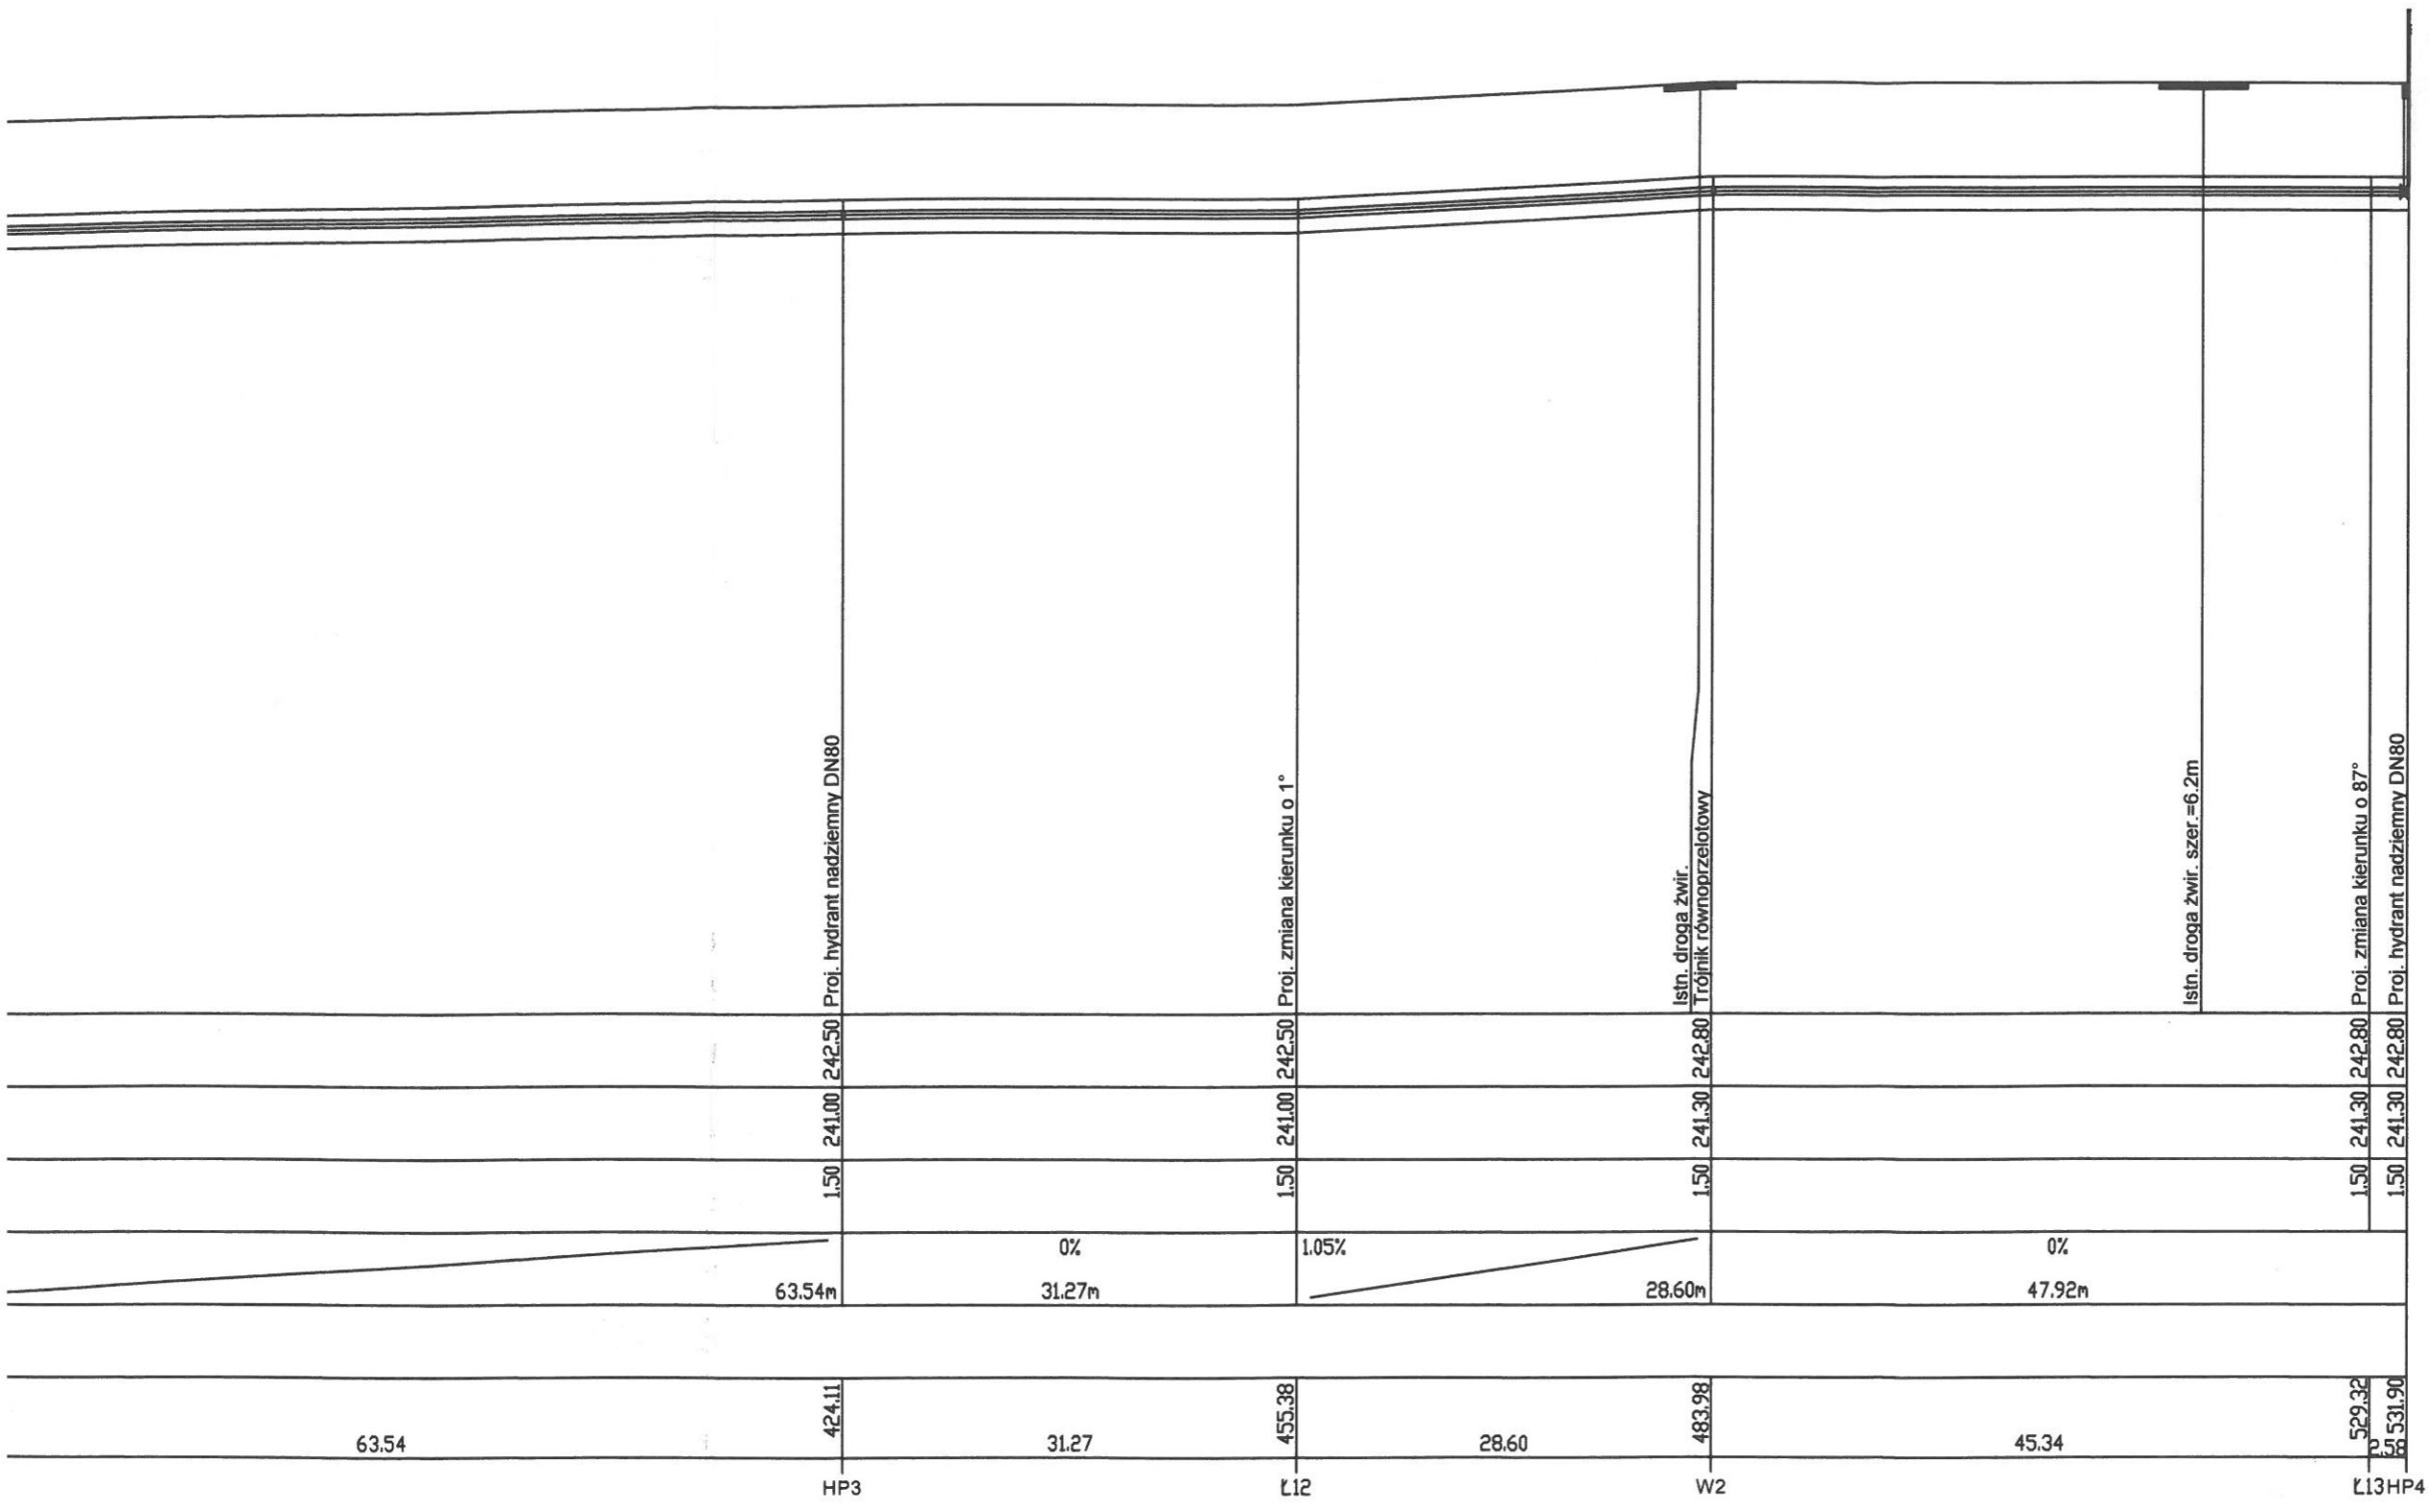 Proj. hydrant nadziemny DN80
Proj. zmiana kierunku o 1°
Istn. droga żwir.
Trójnik równoprzelotowy
Istn. droga żwir. szer.=6.2m
Proj. zmiana kierunku o 87°
Proj. hydrant nadziemny DN80
242.50
242.50
242.80
242.80
242.80
241.00
241.00
241.30
241.30
241.30
1.50
1.50
1.50
1.50
1.50
0%
1.05%
0%
63.54m
31.27m
28.60m
47.92m
424.11
455.38
483.98
529.32
531.90
63.54
31.27
28.60
45.34
2.58
HP3
Ł12
W2
Ł13
HP4